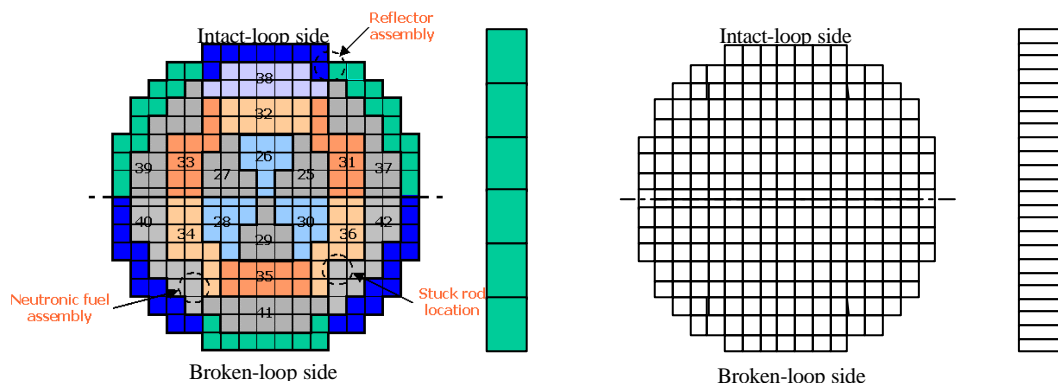 Reflector
assembly
Intact-loop side
Intact-loop side
38
32
26
39
33
27
25
31
37
40
28
30
42
34
29
36
35
41
Neutronic fuel
assembly
Stuck rod
location
Broken-loop side
Broken-loop side